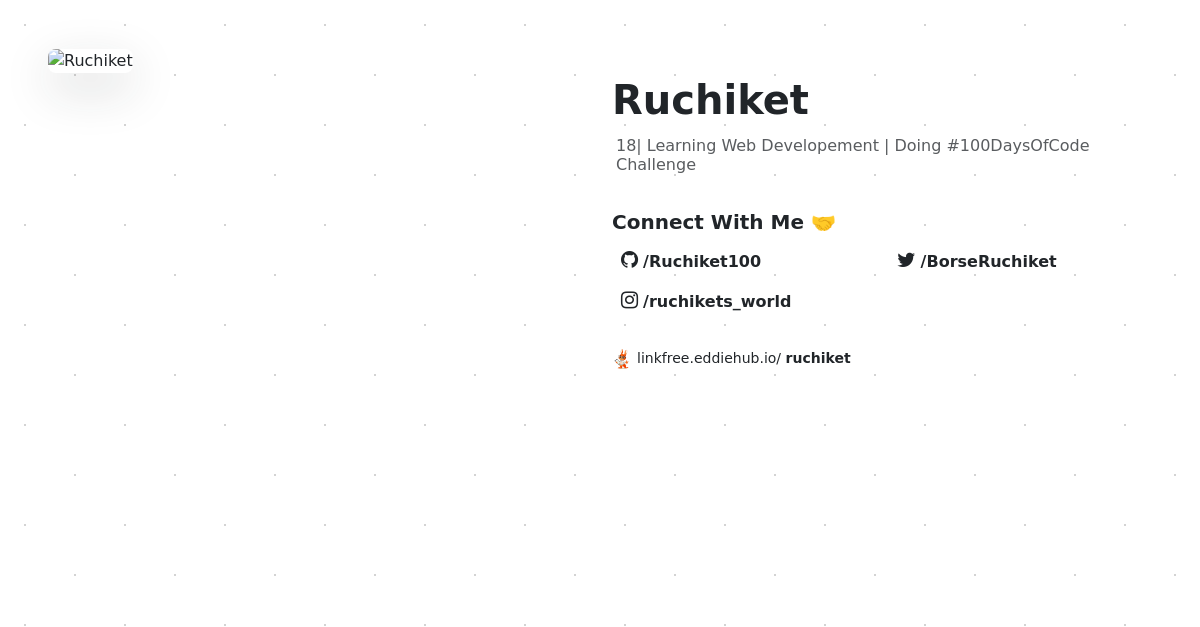 Ruchiket
Ruchiket
18| Learning Web Developement | Doing #100DaysOfCode
Challenge
Connect With Me 🤝
/Ruchiket100
/BorseRuchiket
/ruchikets_world
linkfree.eddiehub.io/ ruchiket